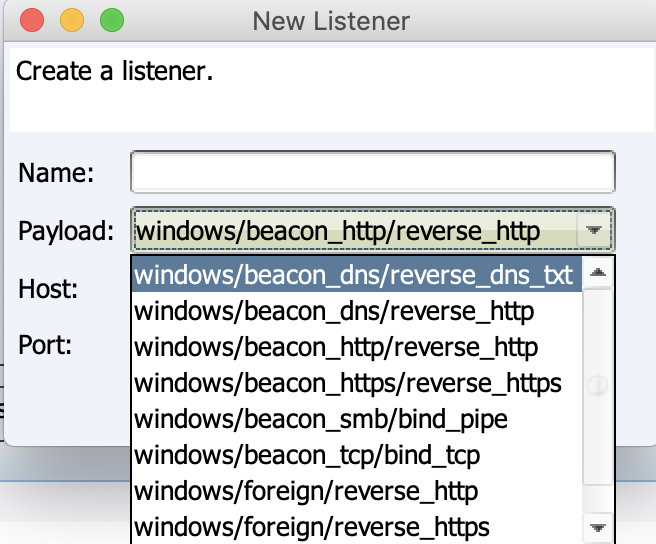 New Listener
Create a listener.
Name:
Payload: windows/beacon_http/reverse_http
windows/beacon_dns/reverse_dns_txt
Host:
windows/beacon_dns/reverse_http
windows/beacon_http/reverse_http
Port:
windows/beacon_https/reverse_https
windows/beacon_smb/bind_pipe
windows/beacon_tcp/bind_tcp
windows/foreign/reverse_http
windows/foreign/reverse_https